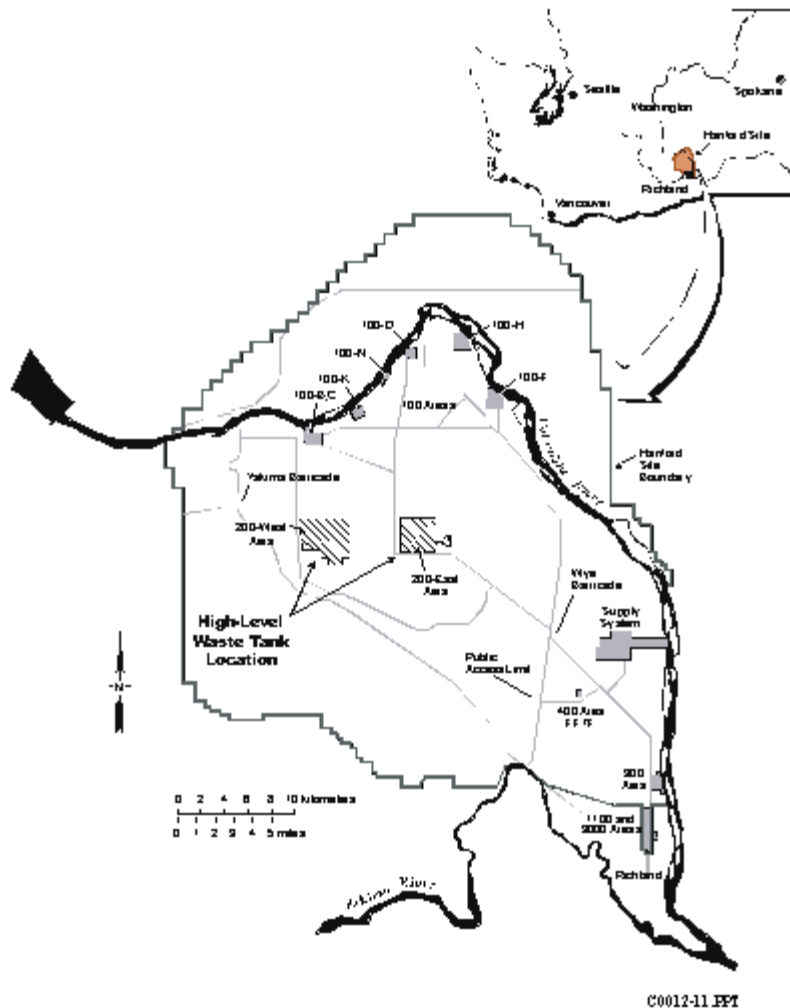 Seattle
Spokane
Washington
Hanford Site
Richland
Vancouver
100-D
100-H
100-N
100-K
100-F
100-B/C
100 Areas
Hanford
Site
Boundary
Yakima Barricade
200-West
Area
200-East
Area
Wye
Barricade
High-Level
Waste Tank
Location
Supply
System
Public
Access Limit
N
400 Area
300
Area
0 2 4 6 8 10 kilometers
0 1 2 3 4 5 miles
1100 and
3000 Areas
Richland
River
C0012-11.PPT